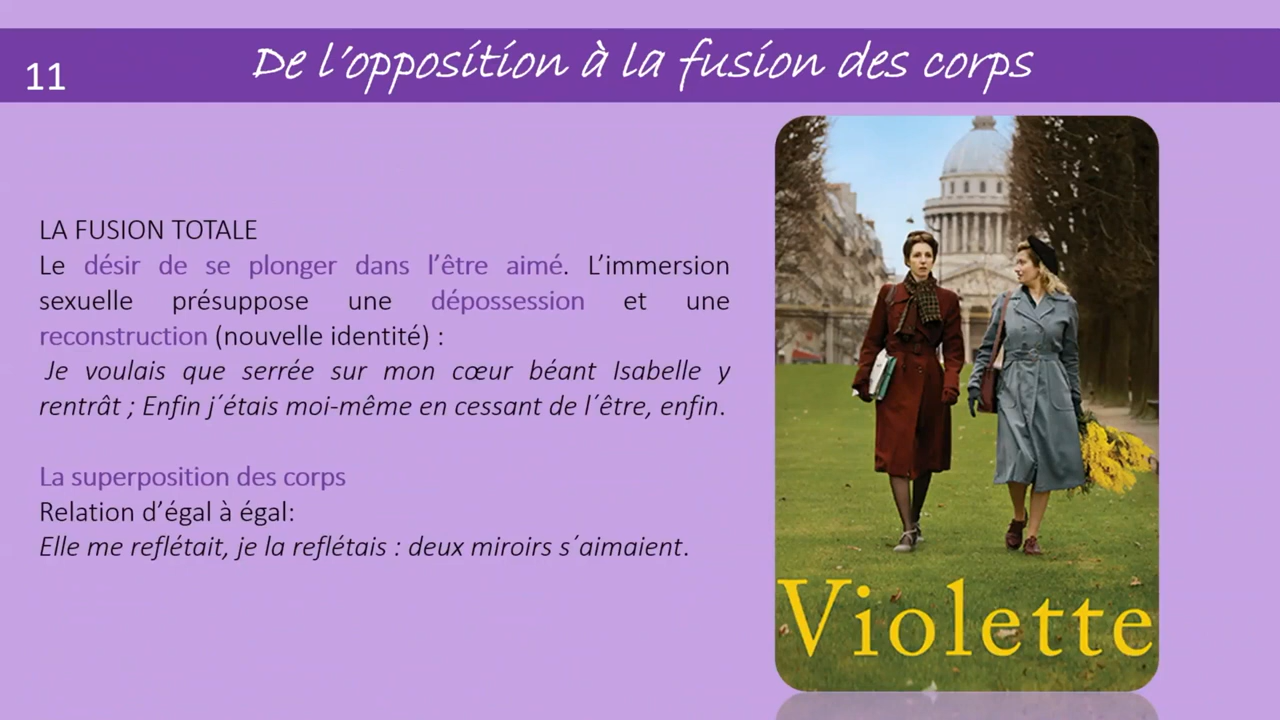 11
De l'opposition à la fusion des corps
LA FUSION TOTALE
Le désir de se plonger dans l'être aimé. L'immersion
sexuelle présuppose une dépossession et une
reconstruction (nouvelle identité) :
Je voulais que serrée sur mon cœur béant Isabelle y
rentrât ; Enfin j´étais moi-même en cessant de l´être, enfin.
La superposition des corps
Relation d'égal à égal:
Elle me reflétait, je la reflétais : deux miroirs s´aimaient.
Violette